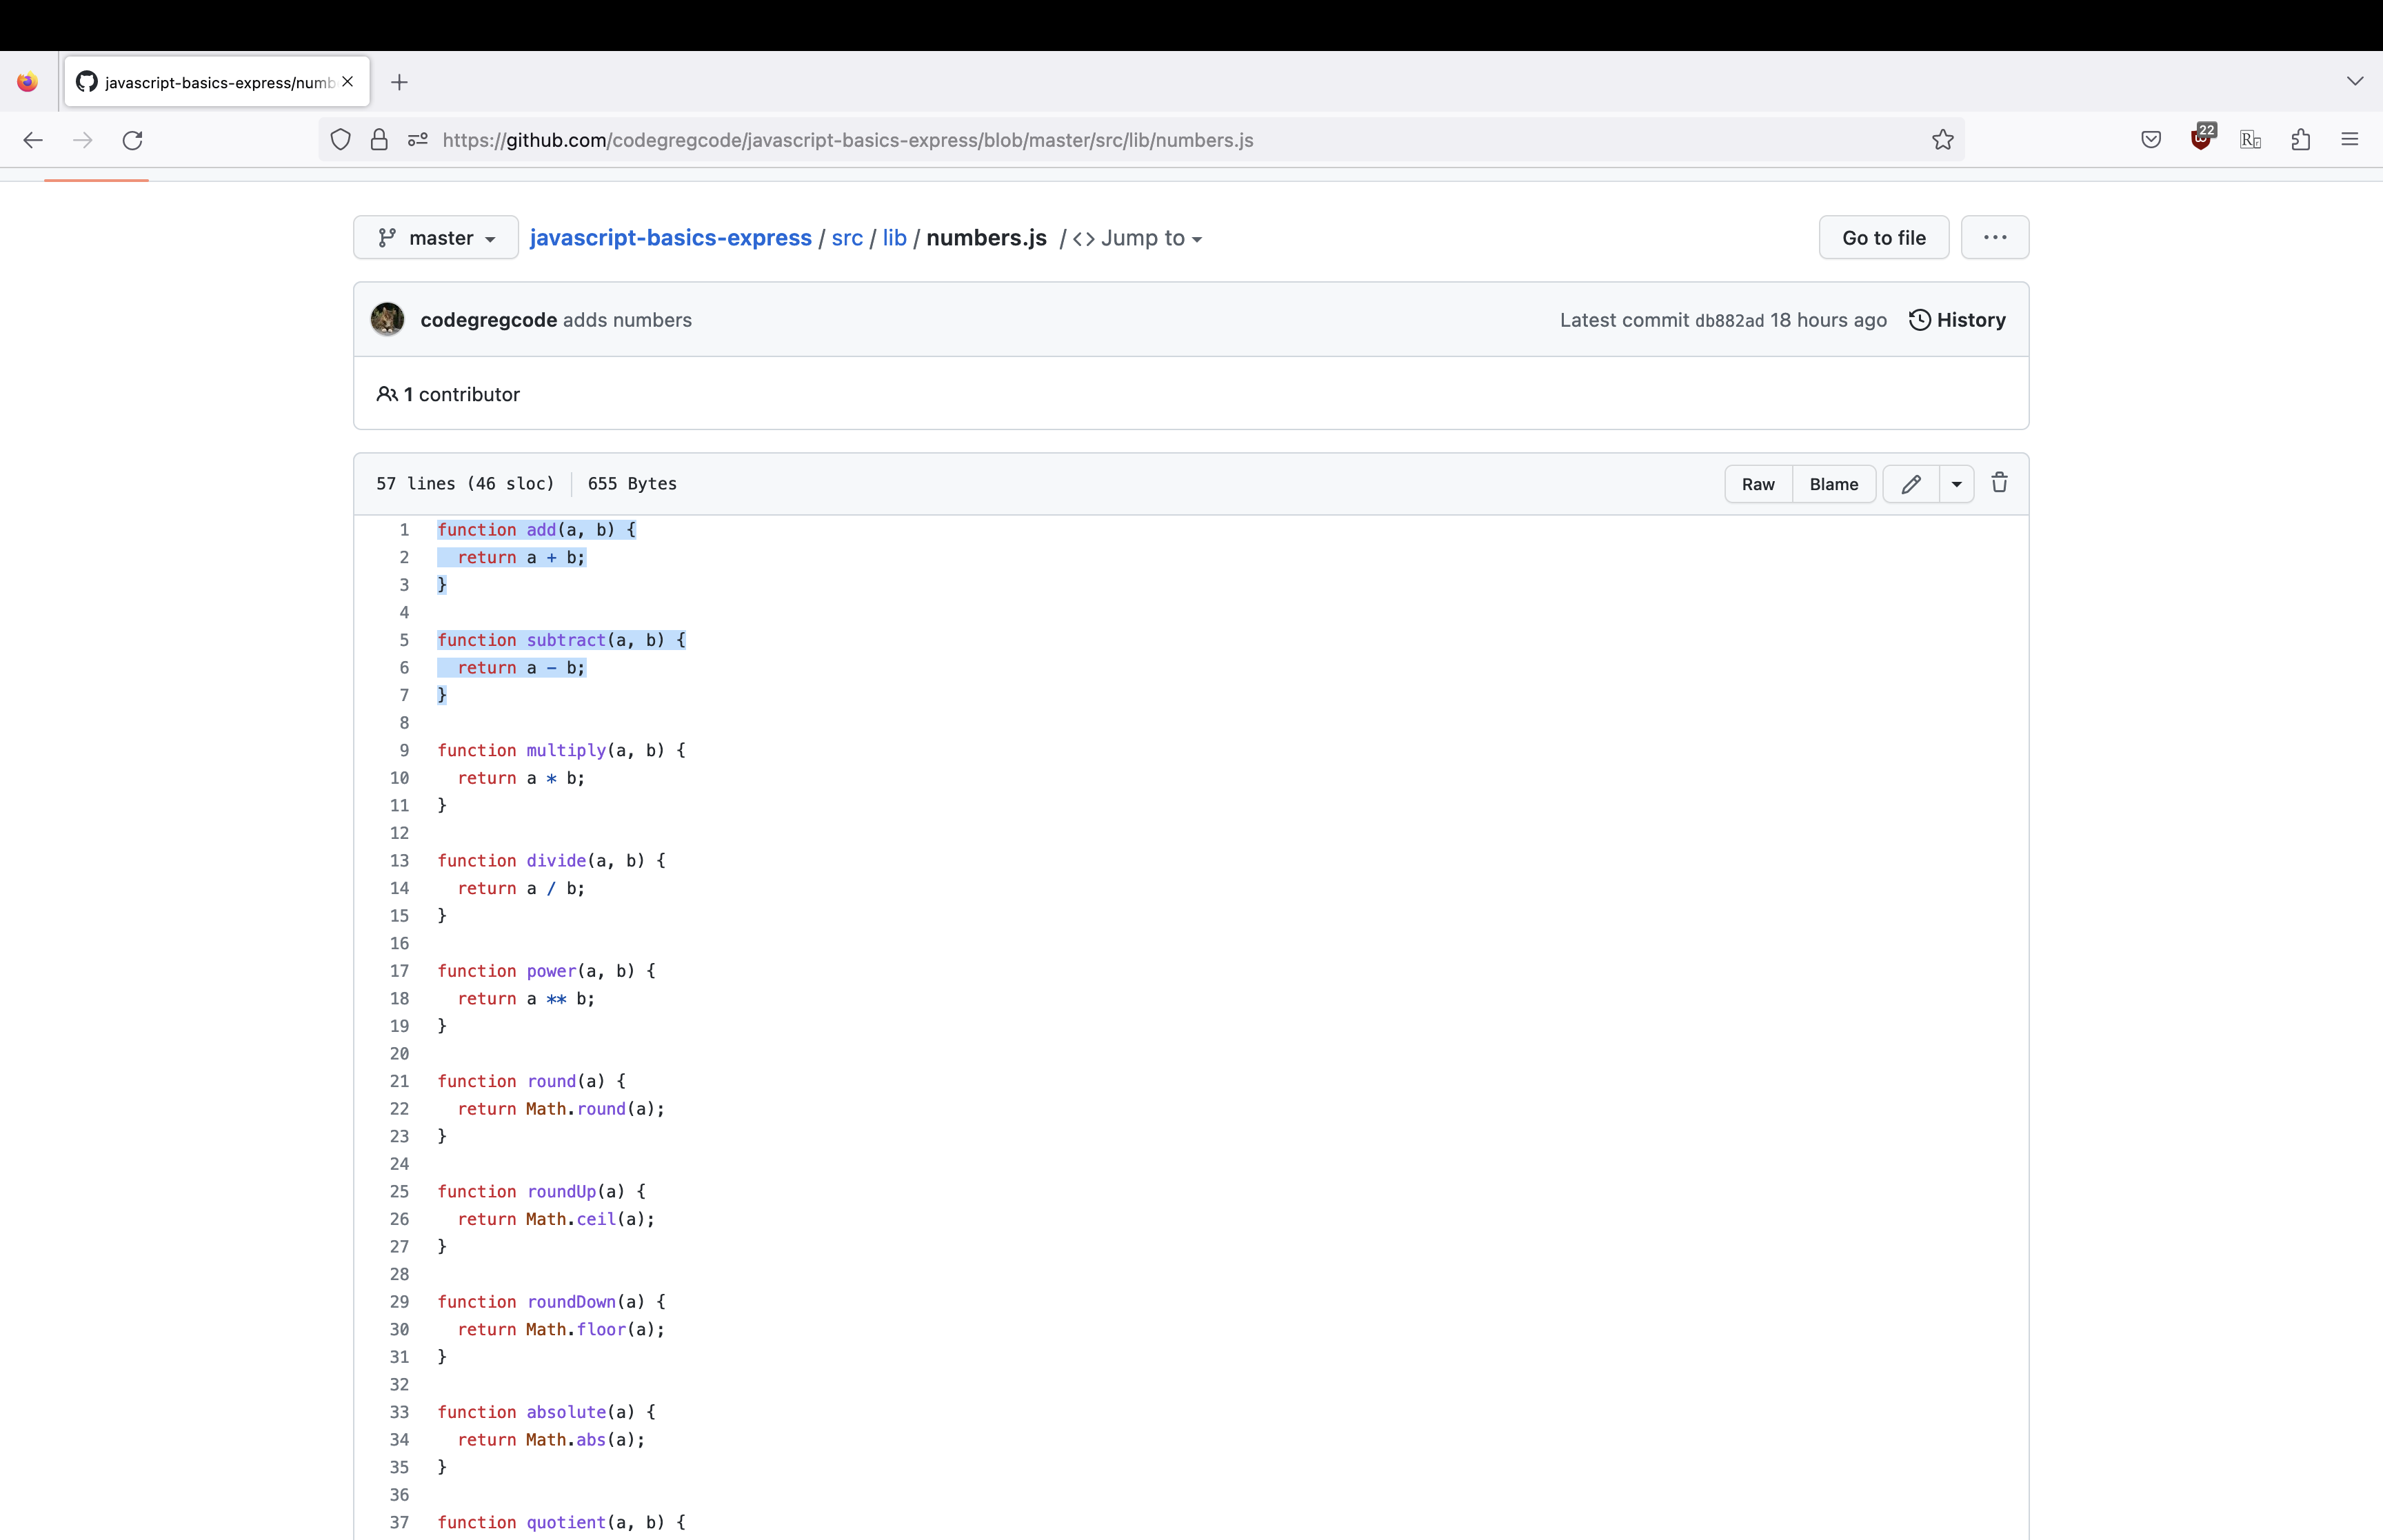 javascript-basics-express/numb
22
https://github.com/codegregcode/javascript-basics-express/blob/master/src/lib/numbers.js
master javascript-basics-express / src / lib / numbers.js / <> Jump to Go to file ...
codegregcode adds numbers Latest commit db882ad 18 hours ago History
1 contributor
57 lines (46 sloc) 655 Bytes Raw Blame
1 function add(a, b) {
2 return a + b;
3 }
4
5 function subtract(a, b) {
6 return a - b;
7 }
8
9 function multiply(a, b) {
10 return a * b;
11 }
12
13 function divide(a, b) {
14 return a / b;
15 }
16
17 function power(a, b) {
18 return a ** b;
19 }
20
21 function round(a) {
22 return Math.round(a);
23 }
24
25 function roundUp(a) {
26 return Math.ceil(a);
27 }
28
29 function roundDown(a) {
30 return Math.floor(a);
31 }
32
33 function absolute(a) {
34 return Math.abs(a);
35 }
36
37 function quotient(a, b) {